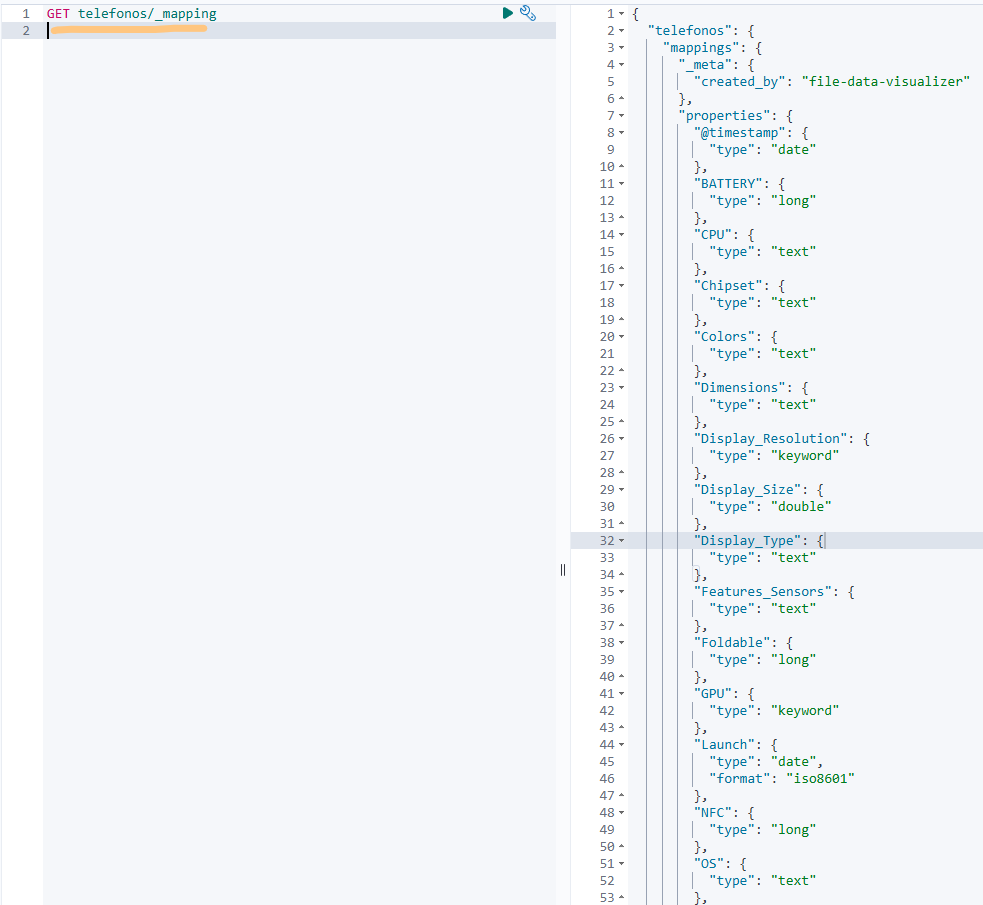 1 GET telefonos/_mapping
2
1 {
2 "telefonos": {
3 "mappings": {
4 "_meta": {
5 "created_by": "file-data-visualizer"
6 },
7 "properties": {
8 "@timestamp": {
9 "type": "date"
10 },
11 "BATTERY": {
12 "type": "long"
13 },
14 "CPU": {
15 "type": "text"
16 },
17 "Chipset": {
18 "type": "text"
19 },
20 "Colors": {
21 "type": "text"
22 },
23 "Dimensions": {
24 "type": "text"
25 },
26 "Display_Resolution": {
27 "type": "keyword"
28 },
29 "Display_Size": {
30 "type": "double"
31 },
32 "Display_Type": {
33 "type": "text"
34 },
35 "Features_Sensors": {
36 "type": "text"
37 },
38 "Foldable": {
39 "type": "long"
40 },
41 "GPU": {
42 "type": "keyword"
43 },
44 "Launch": {
45 "type": "date",
46 "format": "iso8601"
47 },
48 "NFC": {
49 "type": "long"
50 },
51 "OS": {
52 "type": "text"
53 },